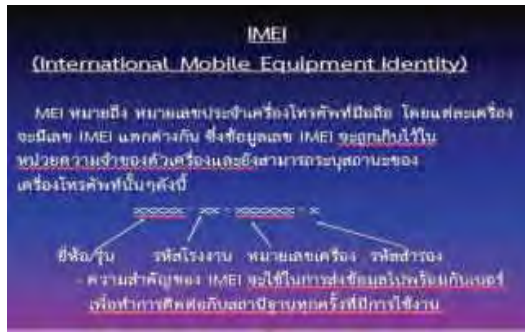 IMEI
(International Mobile Equipment Identity)
MEI หมายถึง หมายเลขประจำเครื่องโทรศัพท์มือถือ โดยแต่ละเครื่อง
จะมีเลข IMEI แตกต่างกัน ซึ่งข้อมูลเลข IMEI จะถูกเก็บไว้ใน
หน่วยความจำของตัวเครื่องและยังสามารถระบุสถานะของ
เครื่องโทรศัพท์นั้นๆดังนี้
xxxxxx - xx - xxxxxx - x
ยี่ห้อ/รุ่น รหัสโรงงาน หมายเลขเครื่อง รหัสสำรอง
- ความสำคัญของ IMEI จะใช้ในการส่งข้อมูลไปพร้อมกับเบอร์
เพื่อทำการติดต่อกับสถานีฐานทุกครั้งที่มีการใช้งาน